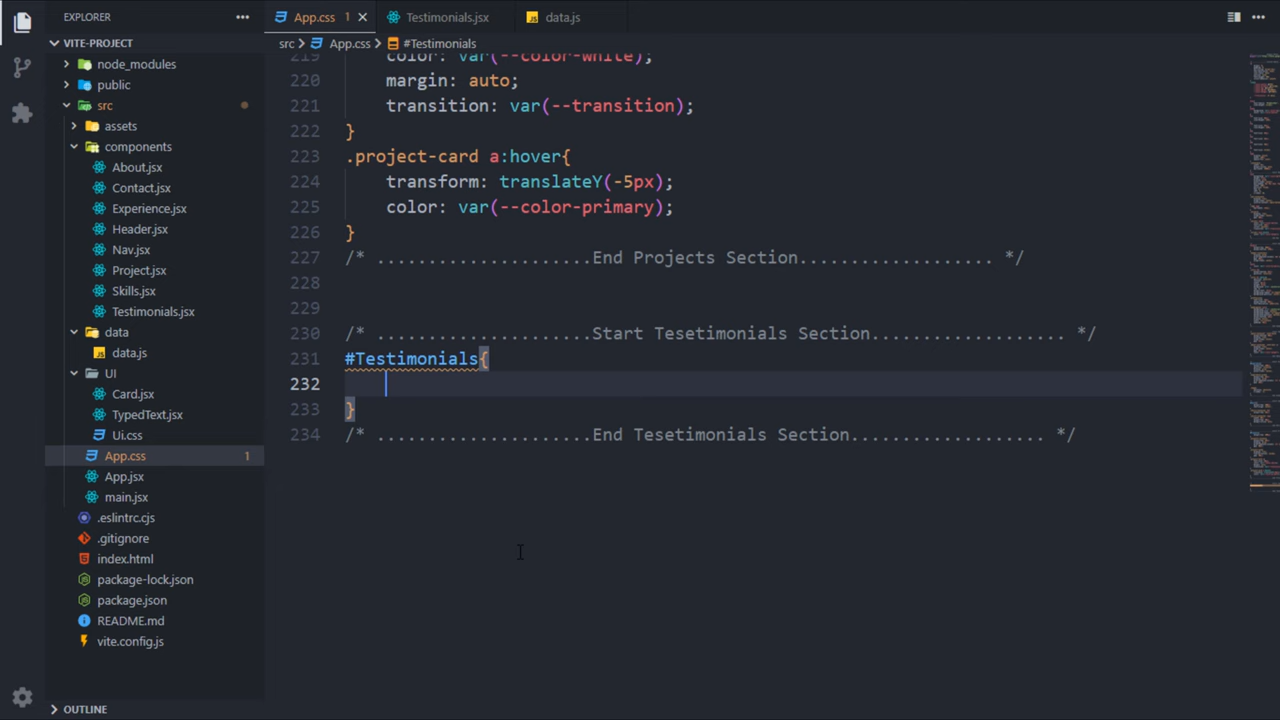 EXPLORER
VITE-PROJECT
node_modules
public
src
assets
components
About.jsx
Contact.jsx
Experience.jsx
Header.jsx
Nav.jsx
Project.jsx
Skills.jsx
Testimonials.jsx
data
data.js
UI
Card.jsx
TypedText.jsx
Ui.css
App.css 1
App.jsx
main.jsx
.eslintrc.cjs
.gitignore
index.html
package-lock.json
package.json
README.md
vite.config.js
OUTLINE
App.css 1
Testimonials.jsx
data.js
src > App.css > #Testimonials
219 color: var(--color-white);
220 margin: auto;
221 transition: var(--transition);
222 }
223 .project-card a:hover{
224 transform: translateY(-5px);
225 color: var(--color-primary);
226 }
227 /* .....................End Projects Section................... */
228
229
230 /* .....................Start Tesetimonials Section................... */
231 #Testimonials{
232
233 }
234 /* .....................End Tesetimonials Section................... */